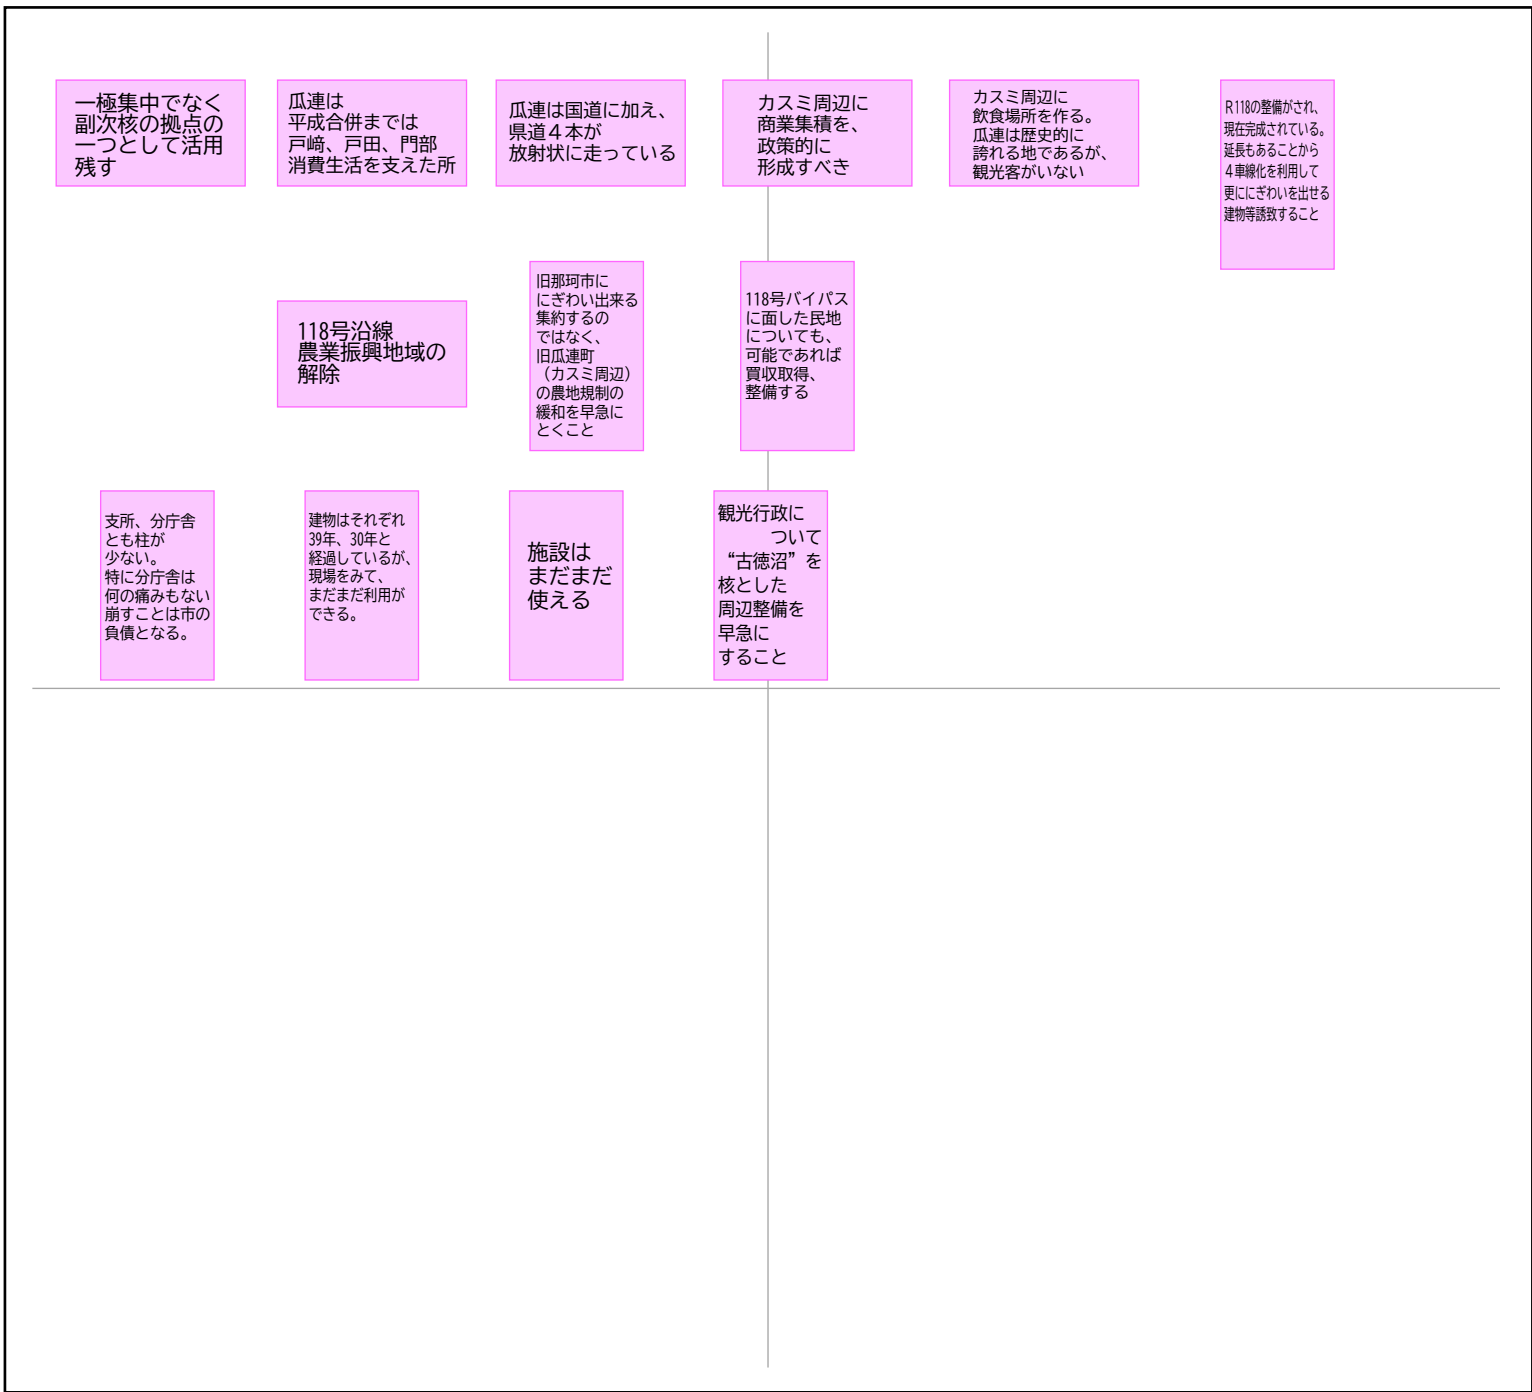 一極集中でなく
副次核の拠点の
一つとして活用
残す
瓜連は
平成合併までは
戸﨑、戸田、門部
消費生活を支えた所
瓜連は国道に加え、
県道４本が
放射状に走っている
カスミ周辺に
商業集積を、
政策的に
形成すべき
カスミ周辺に
飲食場所を作る。
瓜連は歴史的に
誇れる地であるが、
観光客がいない
Ｒ118の整備がされ、
現在完成されている。
延長もあることから
４車線化を利用して
更ににぎわいを出せる
建物等誘致すること
118号沿線
農業振興地域の
解除
旧那珂市に
にぎわい出来る
集約するの
ではなく、
旧瓜連町
（カスミ周辺）
の農地規制の
緩和を早急に
とくこと
118号バイパス
に面した民地
についても、
可能であれば
買収取得、
整備する
支所、分庁舎
とも柱が
少ない。
特に分庁舎は
何の痛みもない
崩すことは市の
負債となる。
建物はそれぞれ
39年、30年と
経過しているが、
現場をみて、
まだまだ利用が
できる。
施設は
まだまだ
使える
観光行政に
ついて
“古徳沼”を
核とした
周辺整備を
早急に
すること